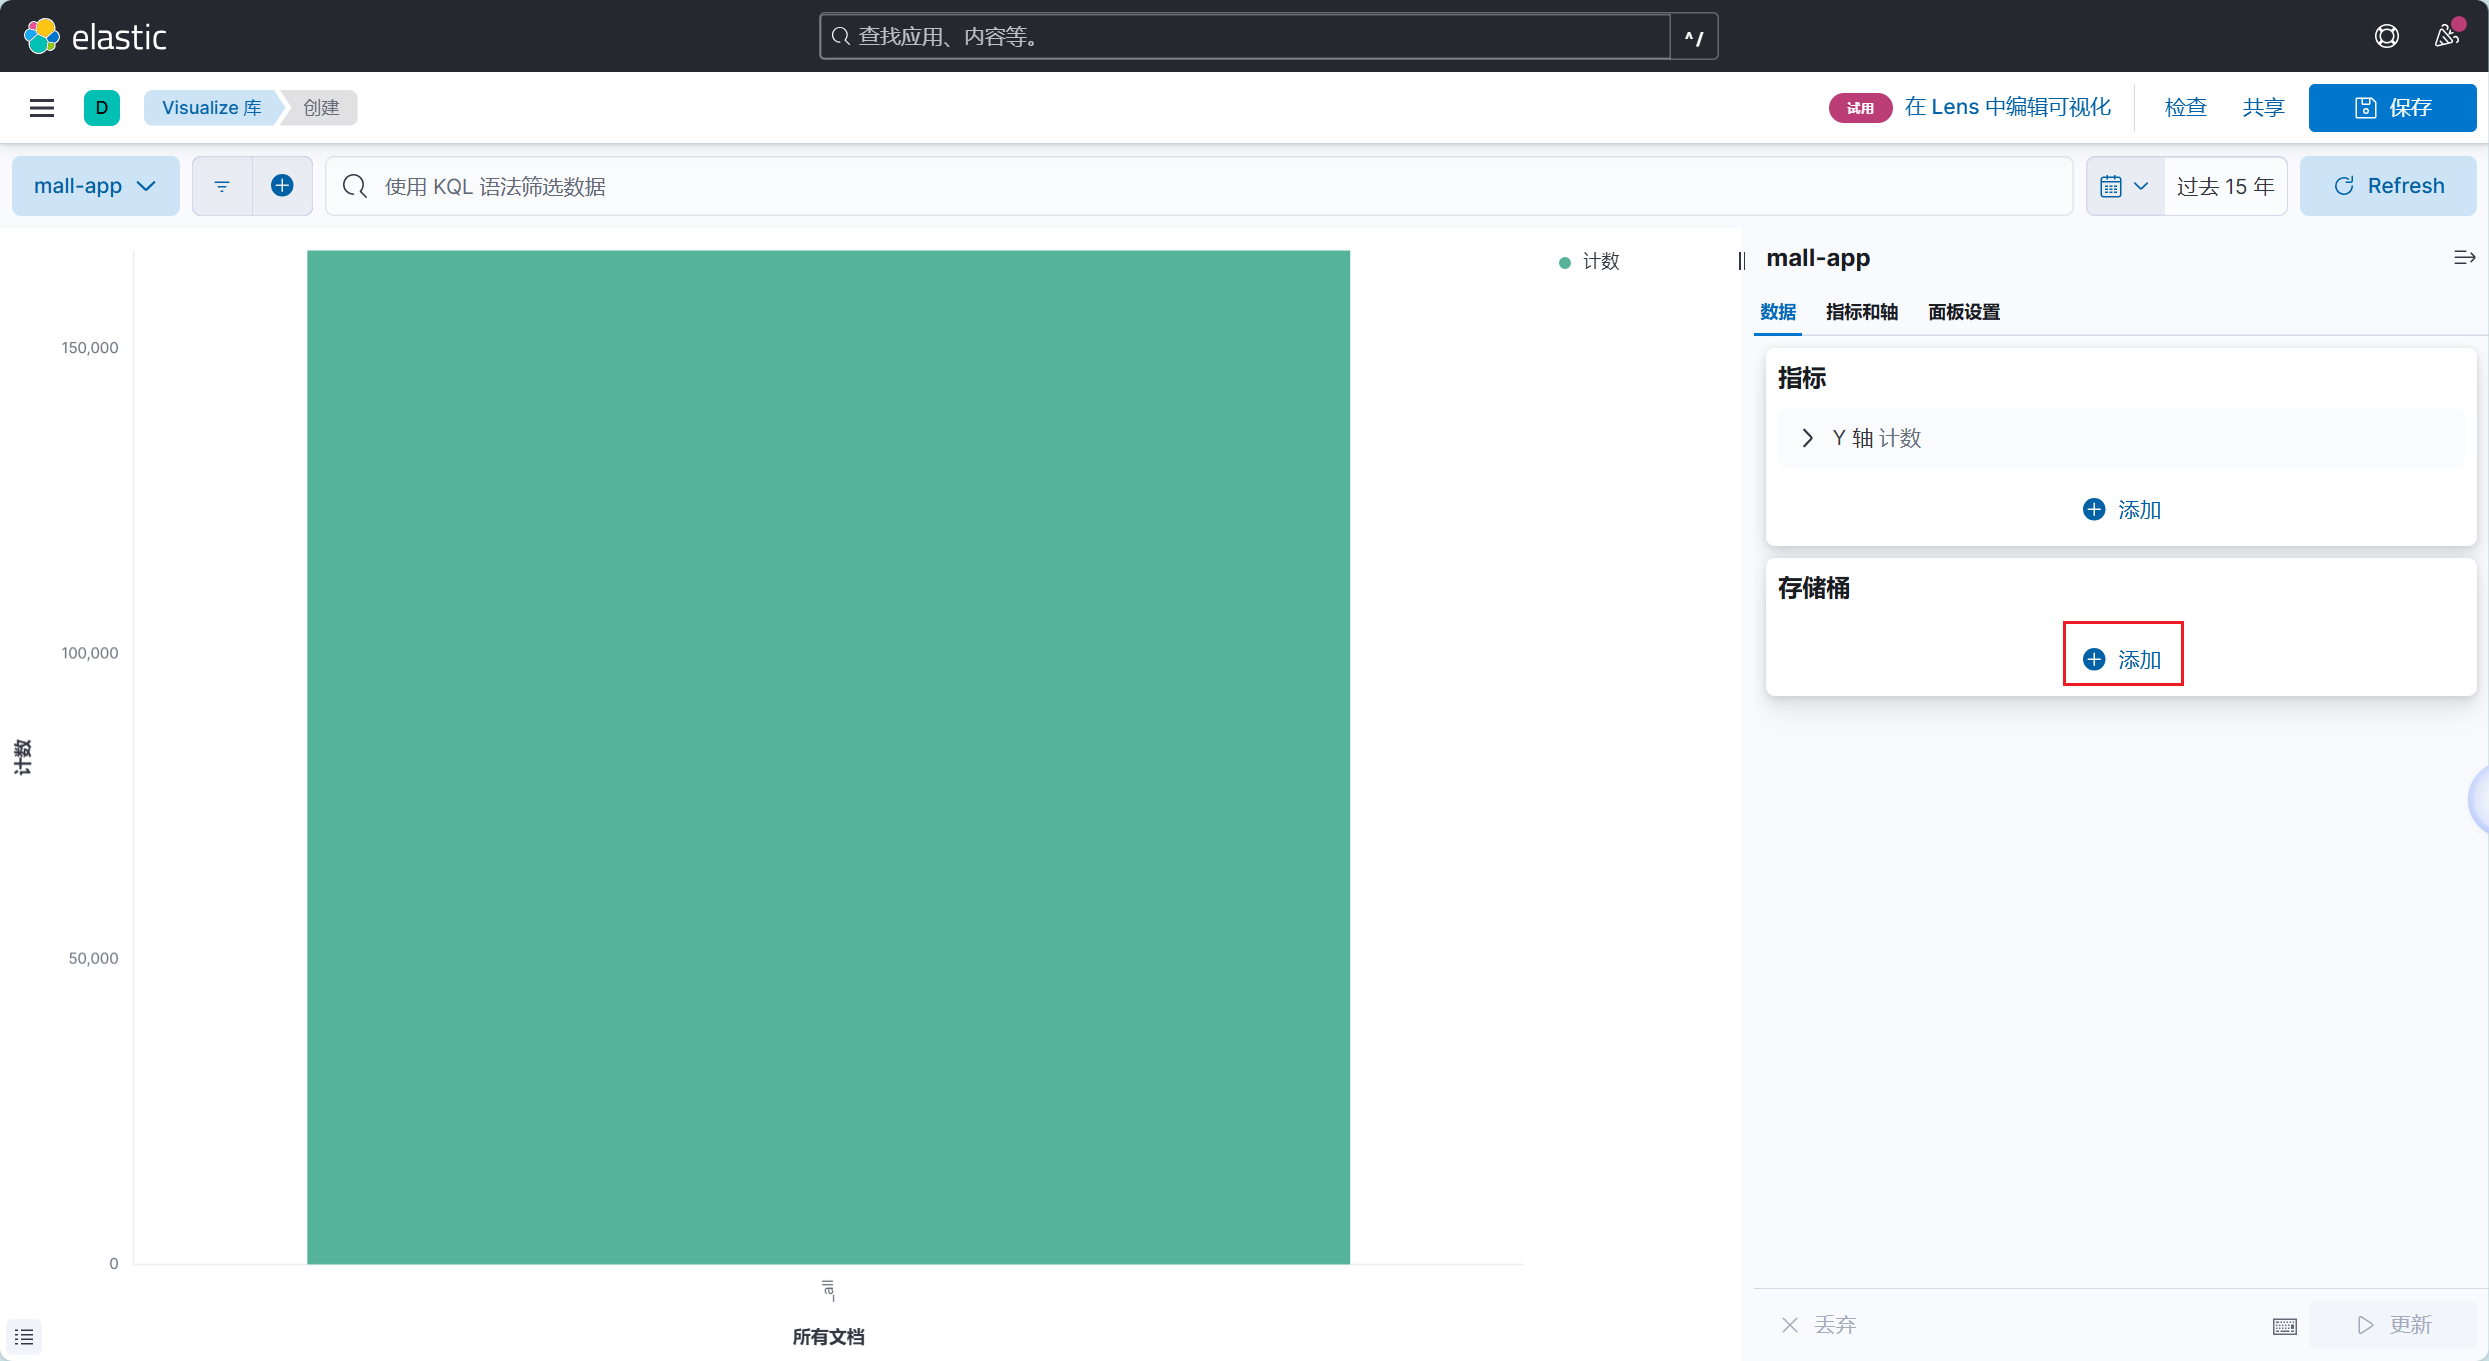 elastic
查找应用、内容等。
^/
D
Visualize 库
创建
试用
在 Lens 中编辑可视化
检查
共享
保存
mall-app
使用 KQL 语法筛选数据
过去 15 年
Refresh
计数
150,000
100,000
50,000
0
计数
_all
所有文档
mall-app
数据
指标和轴
面板设置
指标
Y 轴 计数
添加
存储桶
添加
丢弃
更新